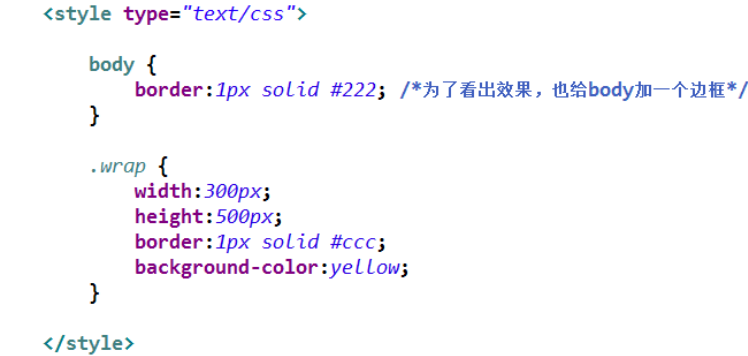 <style type="text/css">
body {
border:1px solid #222; /*为了看出效果，也给body加一个边框*/
}
.wrap {
width:300px;
height:500px;
border:1px solid #ccc;
background-color:yellow;
}
</style>